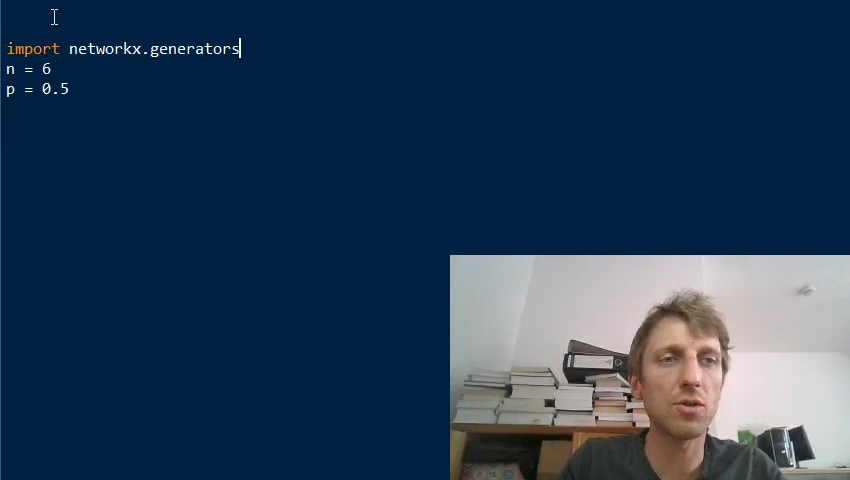 import networkx.generators
n = 6
p = 0.5